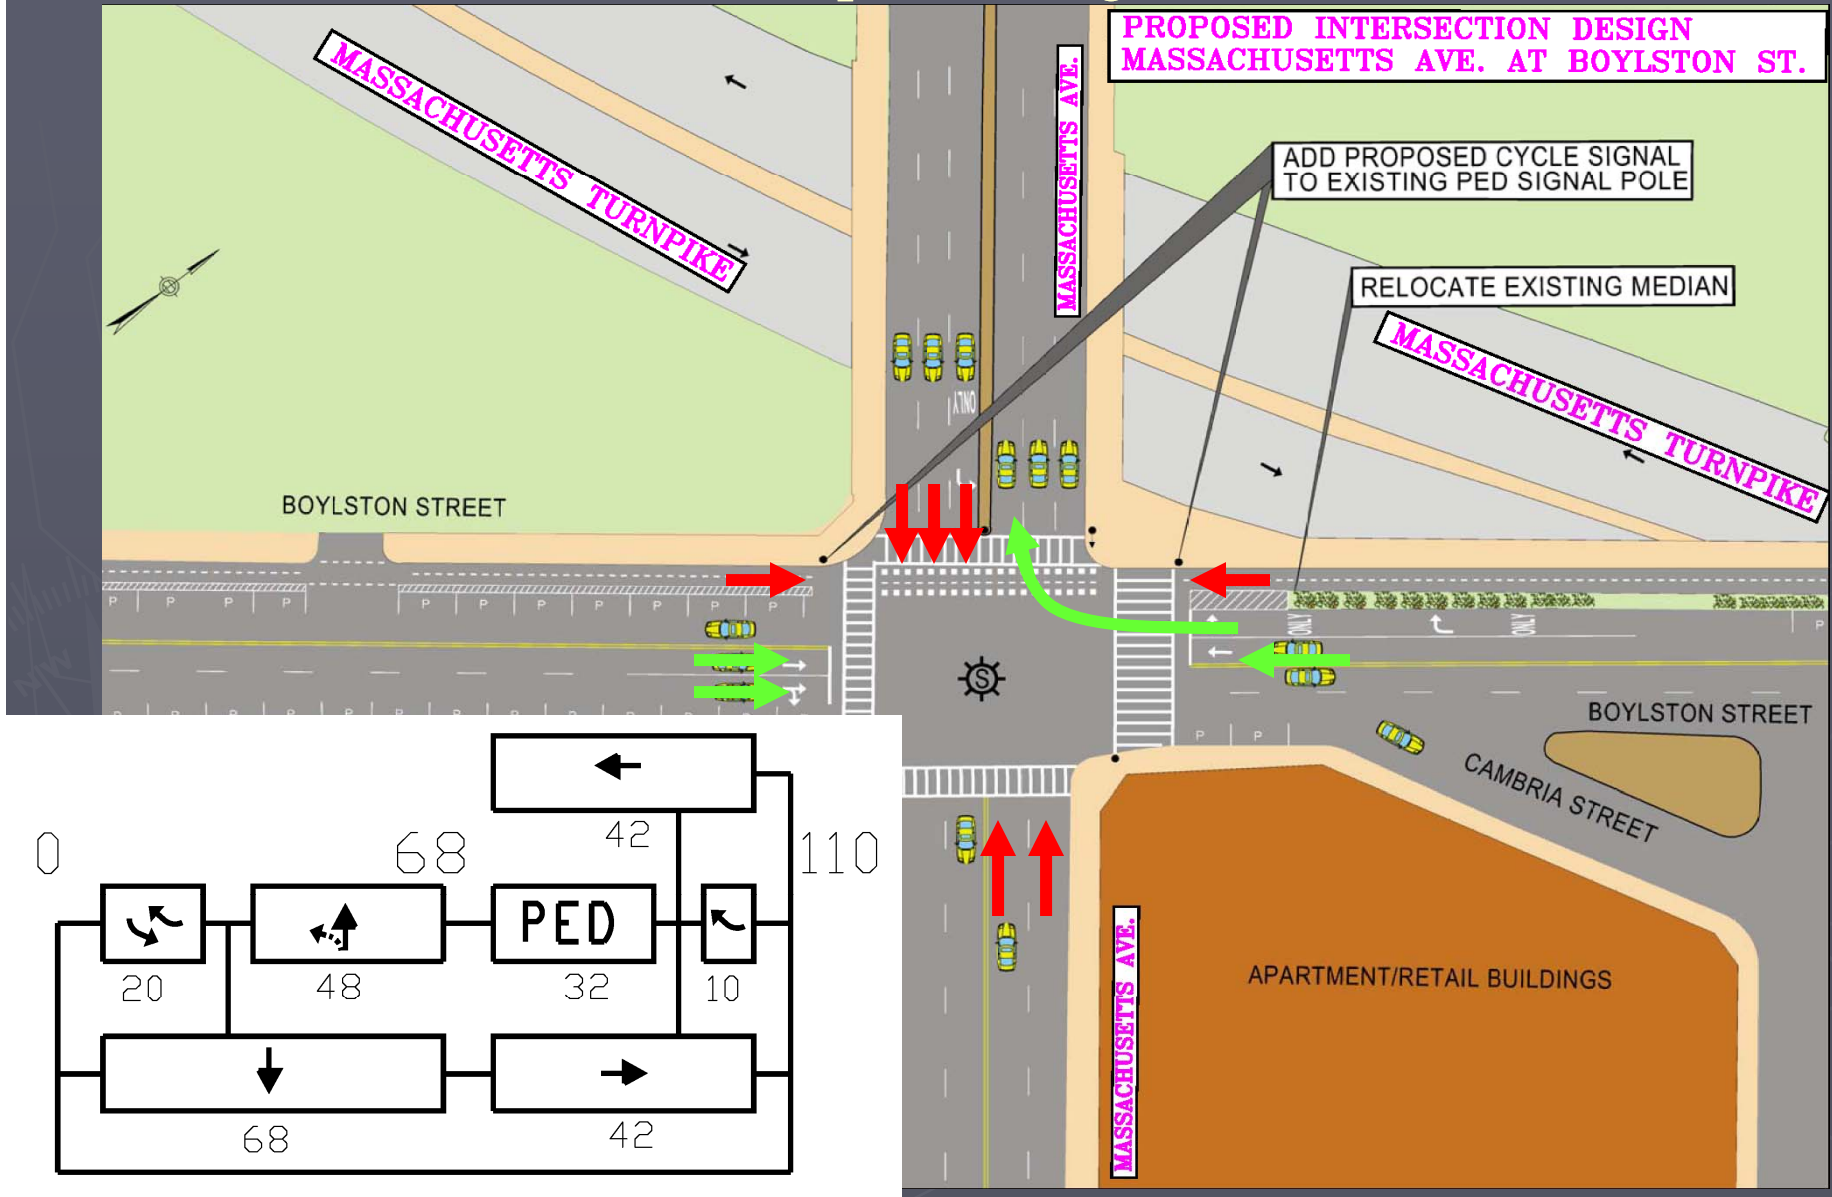 PROPOSED INTERSECTION DESIGN
MASSACHUSETTS AVE. AT BOYLSTON ST.
MASSACHUSETTS TURNPIKE
MASSACHUSETTS AVE.
ADD PROPOSED CYCLE SIGNAL
TO EXISTING PED SIGNAL POLE
RELOCATE EXISTING MEDIAN
MASSACHUSETTS TURNPIKE
ONLY
BOYLSTON STREET
P P P P P P P P
ONLY ONLY P
S
BOYLSTON STREET
P P
CAMBRIA STREET
APARTMENT/RETAIL BUILDINGS
MASSACHUSETTS AVE.
42
0 68 110
PED
20 48 32 10
68 42